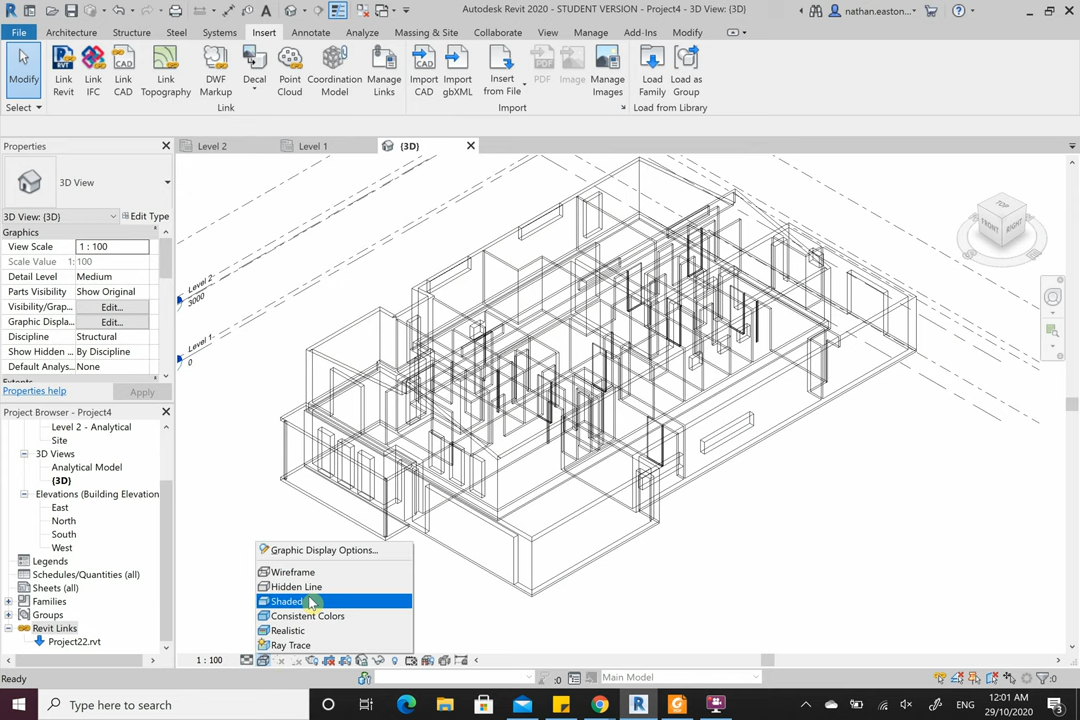 Autodesk Revit 2020 - STUDENT VERSION - Project4 - 3D View: {3D}
nathan.easton...
File Architecture Structure Steel Systems Insert Annotate Analyze Massing & Site Collaborate View Manage Add-Ins Modify
Modify
Link Revit
Link IFC
Link CAD
Link Topography
DWF Markup
Decal
Point Cloud
Coordination Model
Manage Links
Import CAD
Import gbXML
Insert from File
PDF
Image
Manage Images
Load Family
Load as Group
Select Link Import Load from Library
Properties
Level 2
Level 1
(3D)
3D View
3D View: {3D} Edit Type
Graphics
View Scale 1 : 100
Scale Value 1: 100
Detail Level Medium
Parts Visibility Show Original
Visibility/Grap... Edit...
Graphic Displa... Edit...
Discipline Structural
Show Hidden ... By Discipline
Default Analys... None
Extents
Properties help Apply
Project Browser - Project4
Level 2 - Analytical
Site
3D Views
Analytical Model
{3D}
Elevations (Building Elevation
East
North
South
West
Legends
Schedules/Quantities (all)
Sheets (all)
Families
Groups
Revit Links
Project22.rvt
Level 2
3000
Level 1
0
TOP
FRONT
RIGHT
Graphic Display Options...
Wireframe
Hidden Line
Shaded
Consistent Colors
Realistic
Ray Trace
1 : 100
Ready
:0
Main Model
:0
Type here to search
ENG
12:01 AM
29/10/2020
3